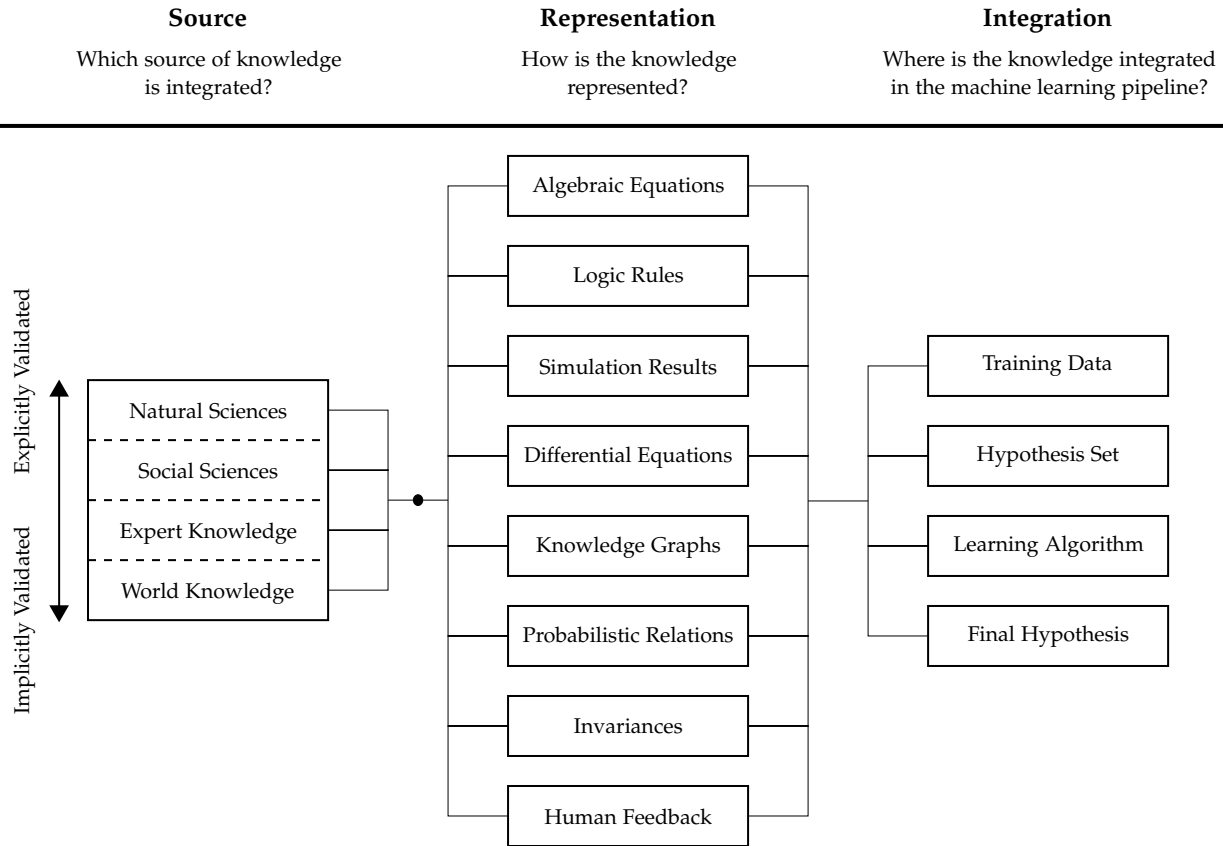 Source
Which source of knowledge
is integrated?
Representation
How is the knowledge
represented?
Integration
Where is the knowledge integrated
in the machine learning pipeline?
Explicitly Validated
Implicitly Validated
Natural Sciences
Social Sciences
Expert Knowledge
World Knowledge
Algebraic Equations
Logic Rules
Simulation Results
Differential Equations
Knowledge Graphs
Probabilistic Relations
Invariances
Human Feedback
Training Data
Hypothesis Set
Learning Algorithm
Final Hypothesis